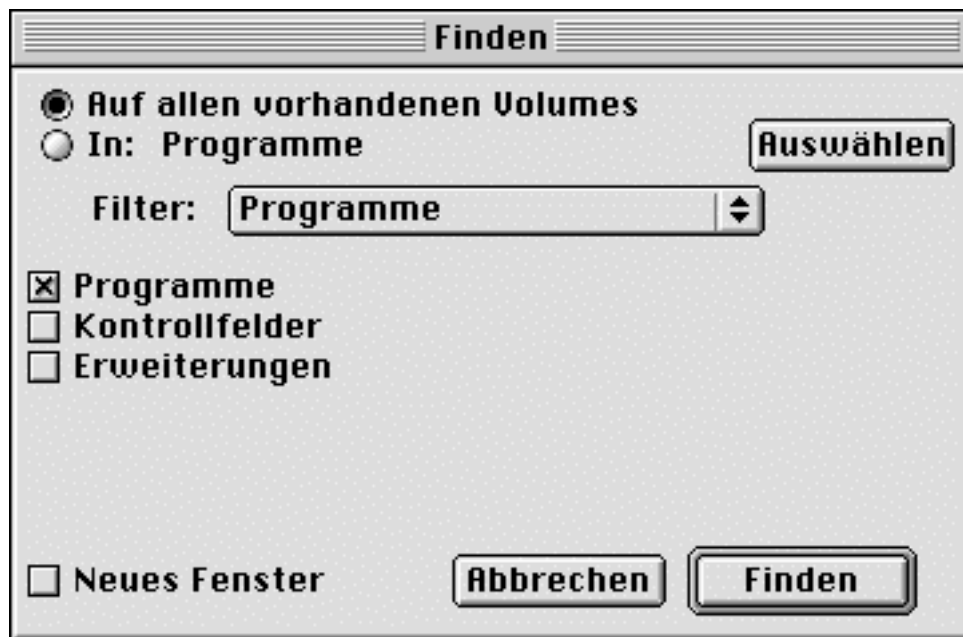 Finden
Auf allen vorhandenen Volumes
In: Programme
Auswählen
Filter: Programme
Programme
Kontrollfelder
Erweiterungen
Neues Fenster
Abbrechen
Finden